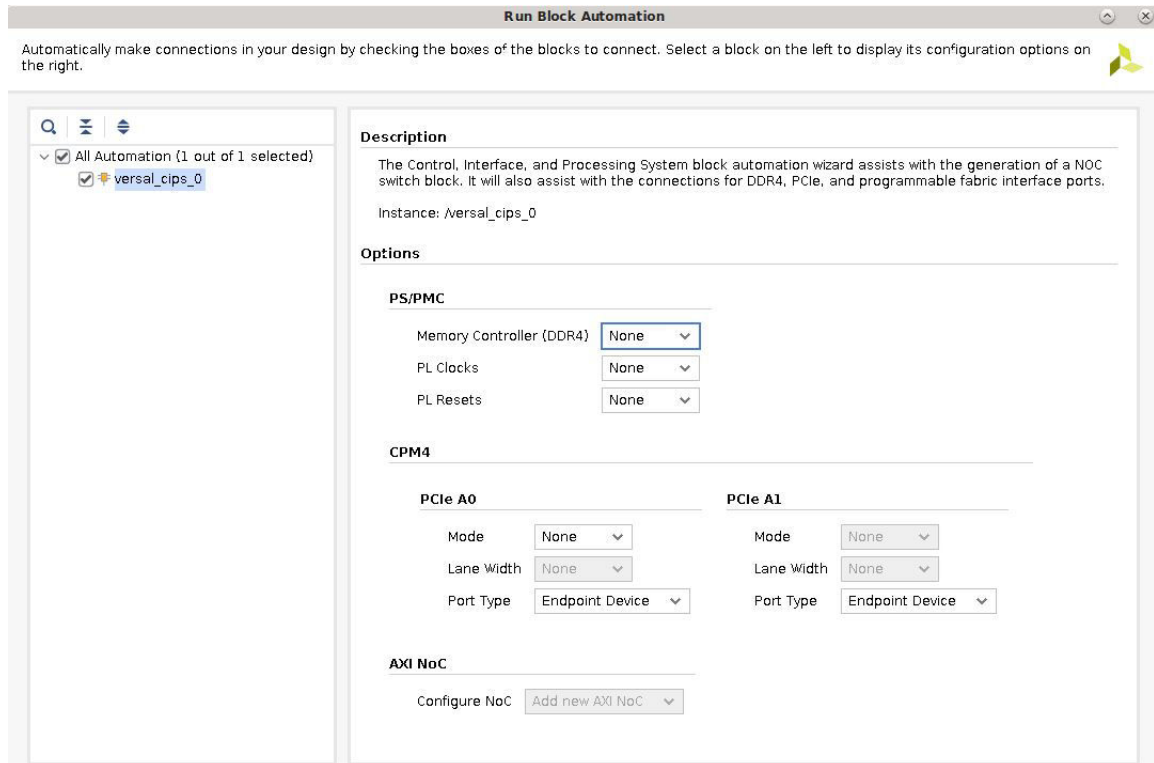 Run Block Automation
Automatically make connections in your design by checking the boxes of the blocks to connect. Select a block on the left to display its configuration options on
the right.
All Automation (1 out of 1 selected)
versal_cips_0
Description
The Control, Interface, and Processing System block automation wizard assists with the generation of a NOC
switch block. It will also assist with the connections for DDR4, PCIe, and programmable fabric interface ports.
Instance: /versal_cips_0
Options
PS/PMC
Memory Controller (DDR4) None
PL Clocks None
PL Resets None
CPM4
PCIe A0 PCIe A1
Mode None Mode None
Lane Width None Lane Width None
Port Type Endpoint Device Port Type Endpoint Device
AXI NoC
Configure NoC Add new AXI NoC